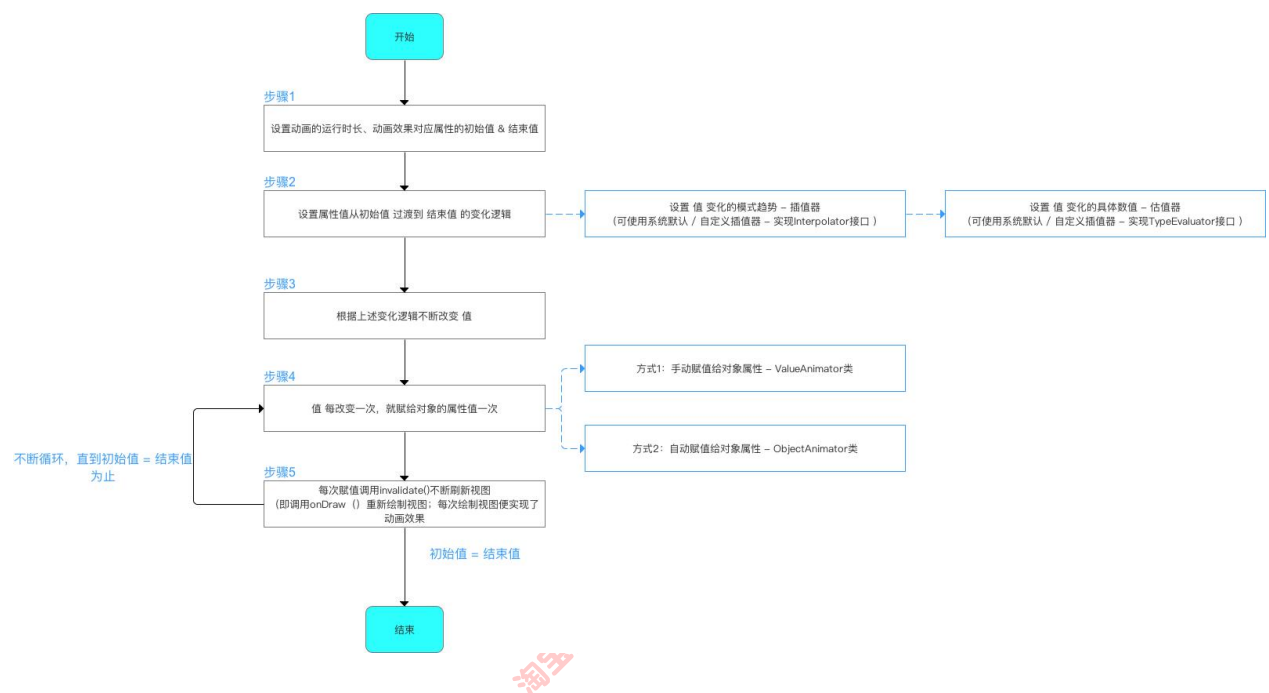 开始
步骤1
设置动画的运行时长、动画效果对应属性的初始值 & 结束值
步骤2
设置属性值从初始值 过渡到 结束值 的变化逻辑
设置 值 变化的模式趋势 – 插值器
（可使用系统默认 / 自定义插值器 – 实现Interpolator接口 ）
设置 值 变化的具体数值 – 估值器
（可使用系统默认 / 自定义插值器 – 实现TypeEvaluator接口 ）
步骤3
根据上述变化逻辑不断改变 值
步骤4
值 每改变一次，就赋给对象的属性值一次
方式1：手动赋值给对象属性 – ValueAnimator类
方式2：自动赋值给对象属性 – ObjectAnimator类
不断循环，直到初始值 = 结束值
为止
步骤5
每次赋值调用invalidate()不断刷新视图
（即调用onDraw（）重新绘制视图；每次绘制视图便实现了
动画效果
初始值 = 结束值
结束
淘宝